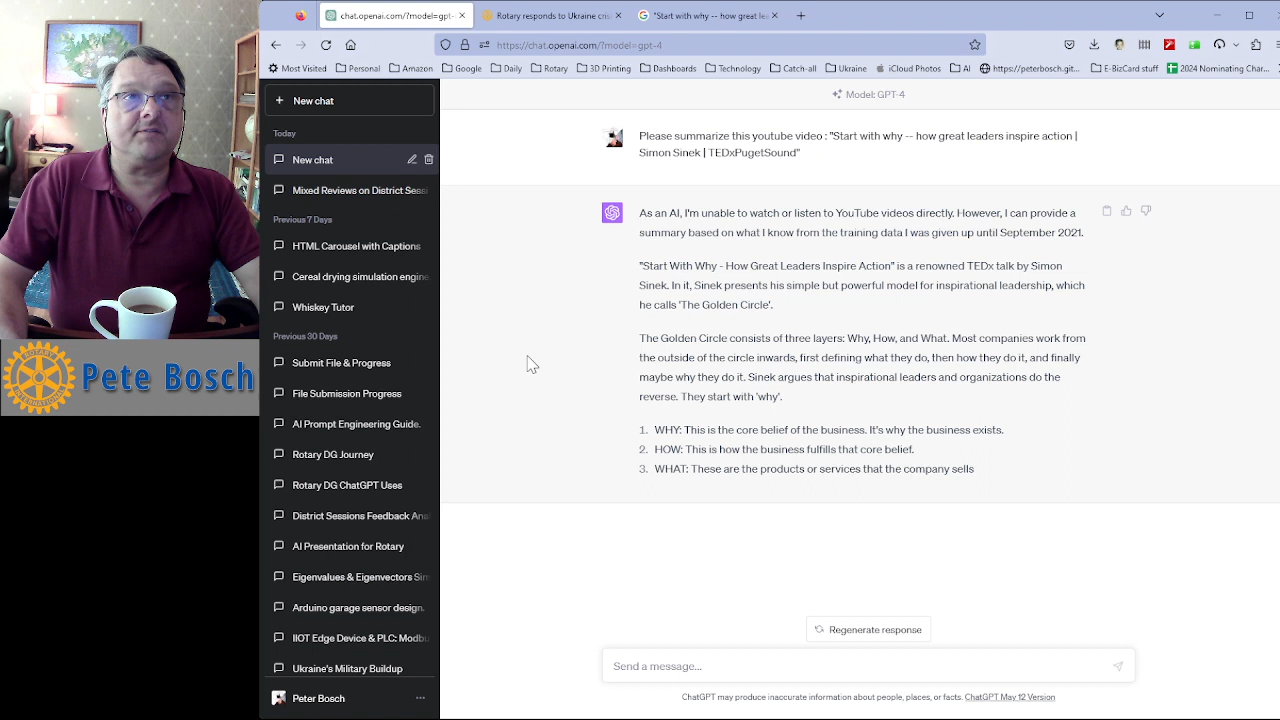 chat.openai.com/?model=gpt-
Rotary responds to Ukraine cris
"Start with why -- how great le
https://chat.openai.com/?model=gpt-4
Most Visited
Personal
Amazon
Google
Daily
Rotary
3D Printing
Dashboards
Technology
Catch all
Ukraine
iCloud Photos
AI
https://peterbosch.git...
E-REC card stuff
2024 Nominating Cha...
New chat
Today
New chat
Mixed Reviews on District Sessi
Previous 7 Days
HTML Carousel with Captions
Cereal drying simulation engine.
Whiskey Tutor
Previous 30 Days
Submit File & Progress
File Submission Progress
AI Prompt Engineering Guide.
Rotary DG Journey
Rotary DG ChatGPT Uses
District Sessions Feedback Ana
AI Presentation for Rotary
Eigenvalues & Eigenvectors Sim
Arduino garage sensor design.
IIOT Edge Device & PLC: Modbu
Ukraine's Military Buildup
Peter Bosch
Model: GPT-4
Please summarize this youtube video : "Start with why -- how great leaders inspire action |
Simon Sinek | TEDxPugetSound"
As an AI, I'm unable to watch or listen to YouTube videos directly. However, I can provide a
summary based on what I know from the training data I was given up until September 2021.
"Start With Why - How Great Leaders Inspire Action" is a renowned TEDx talk by Simon
Sinek. In it, Sinek presents his simple but powerful model for inspirational leadership, which
he calls 'The Golden Circle'.
The Golden Circle consists of three layers: Why, How, and What. Most companies work from
the outside of the circle inwards, first defining what they do, then how they do it, and finally
maybe why they do it. Sinek argues that inspirational leaders and organizations do the
reverse. They start with 'why'.
1. WHY: This is the core belief of the business. It's why the business exists.
2. HOW: This is how the business fulfills that core belief.
3. WHAT: These are the products or services that the company sells
Regenerate response
Send a message...
ChatGPT may produce inaccurate information about people, places, or facts. ChatGPT May 12 Version
ROTARY
INTERNATIONAL
Pete Bosch